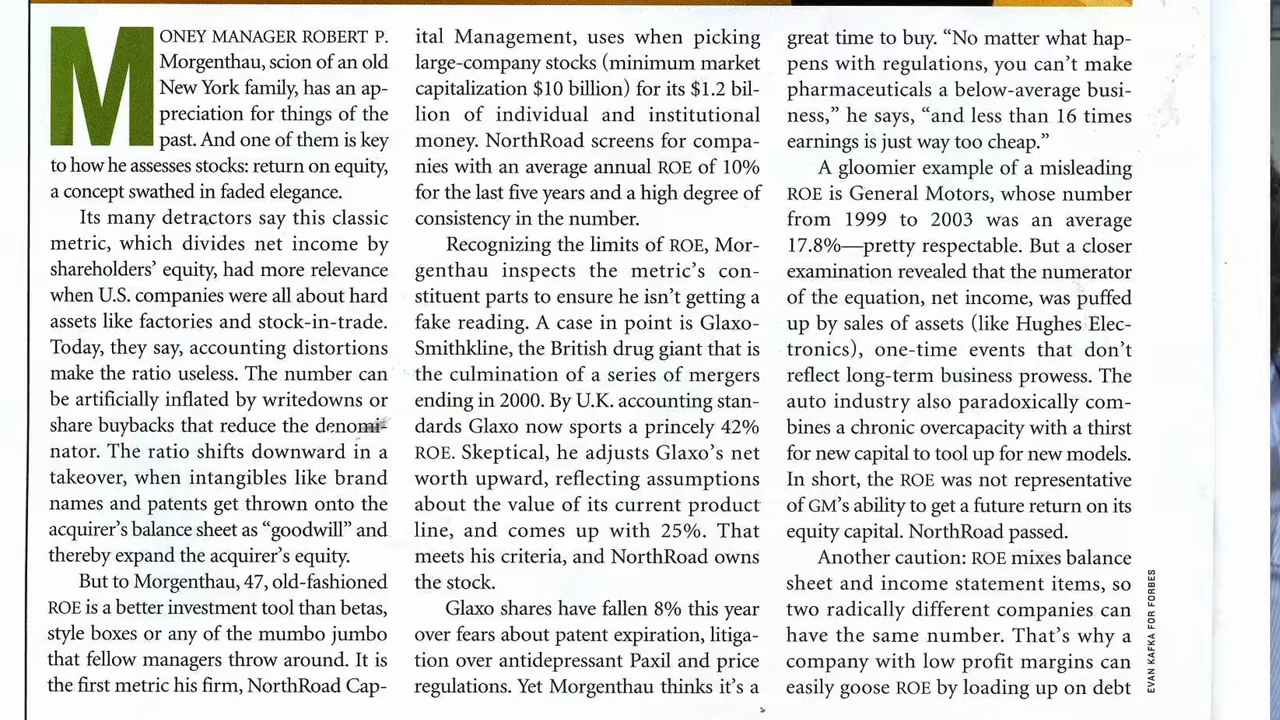 MONEY MANAGER ROBERT P.
Morgenthau, scion of an old
New York family, has an ap-
preciation for things of the
past. And one of them is key
to how he assesses stocks: return on equity,
a concept swathed in faded elegance.
Its many detractors say this classic
metric, which divides net income by
shareholders’ equity, had more relevance
when U.S. companies were all about hard
assets like factories and stock-in-trade.
Today, they say, accounting distortions
make the ratio useless. The number can
be artificially inflated by writedowns or
share buybacks that reduce the denomi-
nator. The ratio shifts downward in a
takeover, when intangibles like brand
names and patents get thrown onto the
acquirer’s balance sheet as “goodwill” and
thereby expand the acquirer’s equity.
But to Morgenthau, 47, old-fashioned
ROE is a better investment tool than betas,
style boxes or any of the mumbo jumbo
that fellow managers throw around. It is
the first metric his firm, NorthRoad Cap-
ital Management, uses when picking
large-company stocks (minimum market
capitalization $10 billion) for its $1.2 bil-
lion of individual and institutional
money. NorthRoad screens for compa-
nies with an average annual ROE of 10%
for the last five years and a high degree of
consistency in the number.
Recognizing the limits of ROE, Mor-
genthau inspects the metric’s con-
stituent parts to ensure he isn’t getting a
fake reading. A case in point is Glaxo-
Smithkline, the British drug giant that is
the culmination of a series of mergers
ending in 2000. By U.K. accounting stan-
dards Glaxo now sports a princely 42%
ROE. Skeptical, he adjusts Glaxo’s net
worth upward, reflecting assumptions
about the value of its current product
line, and comes up with 25%. That
meets his criteria, and NorthRoad owns
the stock.
Glaxo shares have fallen 8% this year
over fears about patent expiration, litiga-
tion over antidepressant Paxil and price
regulations. Yet Morgenthau thinks it’s a
great time to buy. “No matter what hap-
pens with regulations, you can’t make
pharmaceuticals a below-average busi-
ness,” he says, “and less than 16 times
earnings is just way too cheap.”
A gloomier example of a misleading
ROE is General Motors, whose number
from 1999 to 2003 was an average
17.8%—pretty respectable. But a closer
examination revealed that the numerator
of the equation, net income, was puffed
up by sales of assets (like Hughes Elec-
tronics), one-time events that don’t
reflect long-term business prowess. The
auto industry also paradoxically com-
bines a chronic overcapacity with a thirst
for new capital to tool up for new models.
In short, the ROE was not representative
of GM’s ability to get a future return on its
equity capital. NorthRoad passed.
Another caution: ROE mixes balance
sheet and income statement items, so
two radically different companies can
have the same number. That’s why a
company with low profit margins can
easily goose ROE by loading up on debt
EVAN KAFKA FOR FORBES